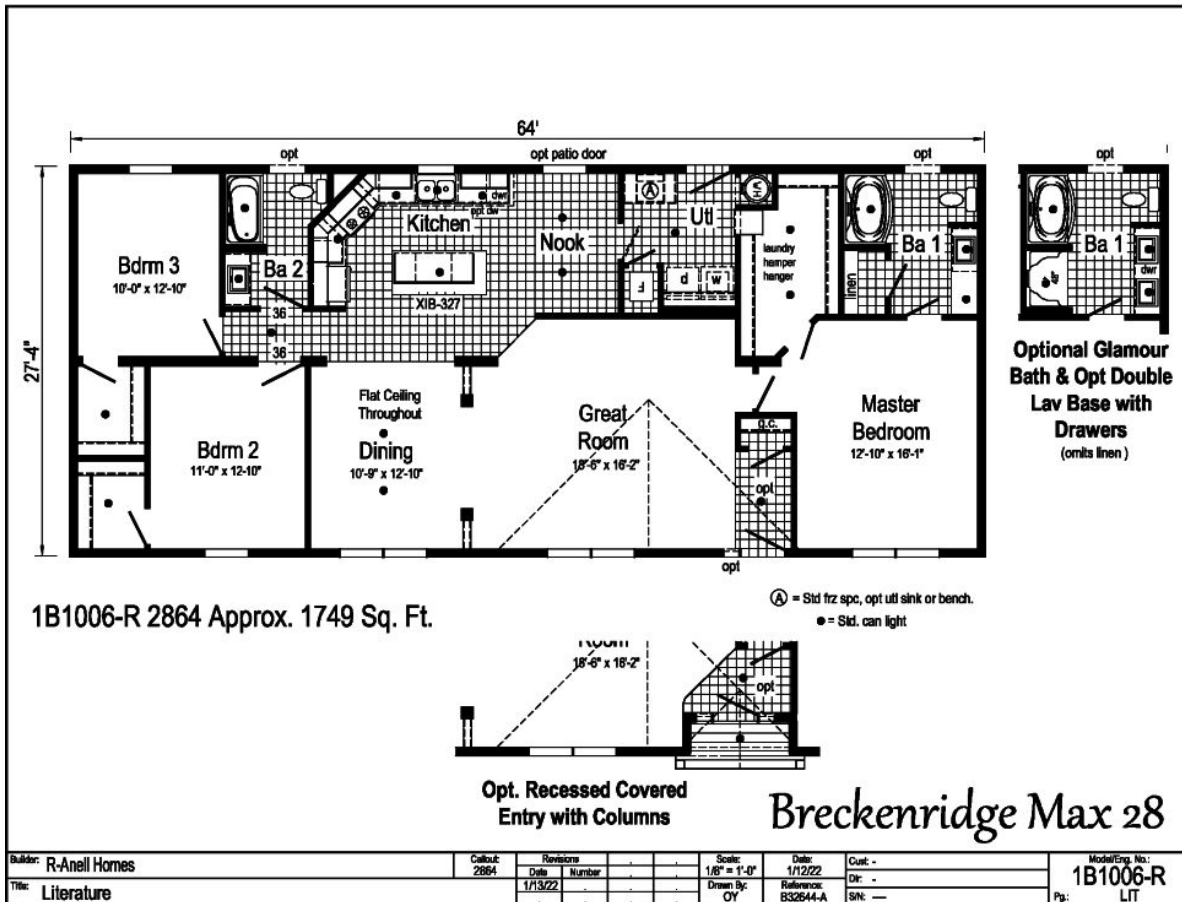 64'
opt
opt patio door
opt
opt
27'-4"
Bdrm 3
10'-0" x 12'-10"
Ba 2
36
36
Kitchen
dw
opt dw
XIB-327
Nook
A
Utl
WH
F
d
w
laundry
hamper
hanger
linen
Ba 1
Ba 1
48"
dwr
Optional Glamour
Bath & Opt Double
Lav Base with
Drawers
(omits linen )
Bdrm 2
11'-0" x 12'-10"
Flat Ceiling
Throughout
Dining
10'-9" x 12'-10"
Great
Room
18'-6" x 16'-2"
g.c.
opt
opt
Master
Bedroom
12'-10" x 16'-1"
1B1006-R 2864 Approx. 1749 Sq. Ft.
A = Std frz spc, opt utl sink or bench.
● = Std. can light
Room
18'-6" x 16'-2"
opt
Opt. Recessed Covered
Entry with Columns
Breckenridge Max 28
Builder: R-Anell Homes
Title: Literature
Callout:
2864
Revisions
Date Number
1/13/22
Scale:
1/8" = 1'-0"
Drawn By:
OY
Date:
1/12/22
Reference:
B32644-A
Cust: -
Dir: -
S/N: —
Model/Eng. No.:
1B1006-R
Pg.: LIT